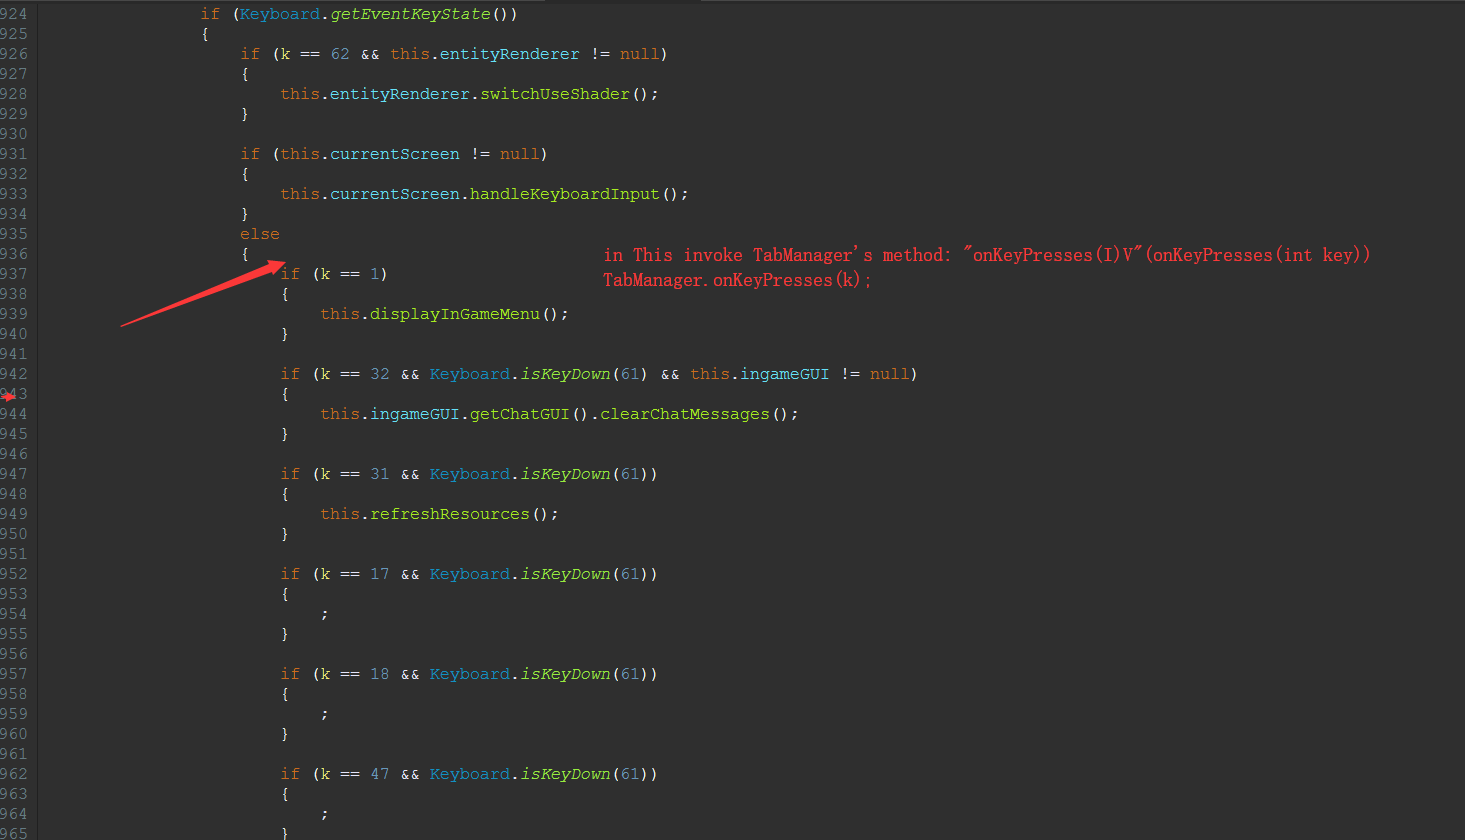 924 if (Keyboard.getEventKeyState())
925 {
926 if (k == 62 && this.entityRenderer != null)
927 {
928 this.entityRenderer.switchUseShader();
929 }
930
931 if (this.currentScreen != null)
932 {
933 this.currentScreen.handleKeyboardInput();
934 }
935 else
936 {
in This invoke TabManager's method: "onKeyPresses(I)V"(onKeyPresses(int key))
937 if (k == 1)
TabManager.onKeyPresses(k);
938 {
939 this.displayInGameMenu();
940 }
941
942 if (k == 32 && Keyboard.isKeyDown(61) && this.ingameGUI != null)
943 {
944 this.ingameGUI.getChatGUI().clearChatMessages();
945 }
946
947 if (k == 31 && Keyboard.isKeyDown(61))
948 {
949 this.refreshResources();
950 }
951
952 if (k == 17 && Keyboard.isKeyDown(61))
953 {
954 ;
955 }
956
957 if (k == 18 && Keyboard.isKeyDown(61))
958 {
959 ;
960 }
961
962 if (k == 47 && Keyboard.isKeyDown(61))
963 {
964 ;
965 }